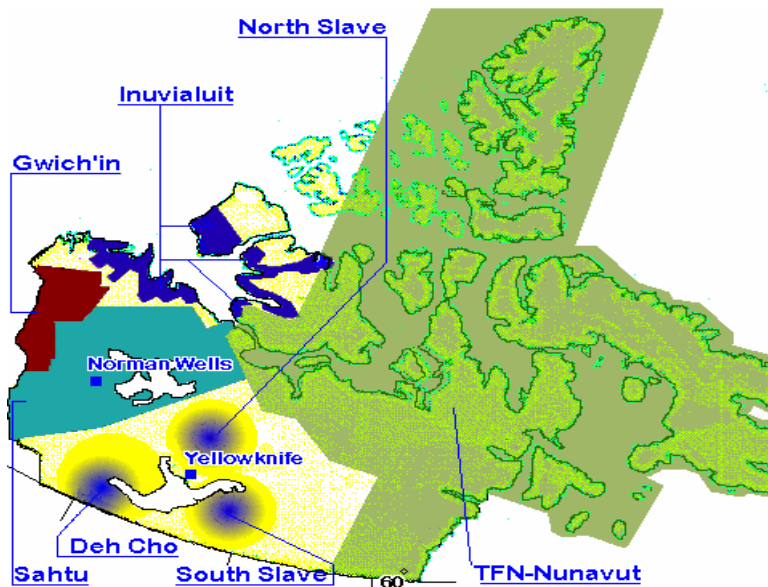 North Slave
Inuvialuit
Gwich'in
Norman Wells
Yellowknife
Deh Cho
Sahtu
South Slave
60°
TFN-Nunavut